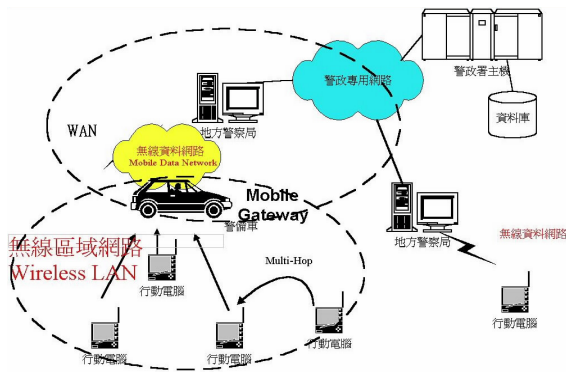 警政署主機
警政專用網路
資料庫
地方警察局
WAN
無線資料網路
Mobile Data Network
Mobile
Gateway
警備車
地方警察局
無線資料網路
無線區域網路
Wireless LAN
Multi-Hop
行動電腦
行動電腦
行動電腦
行動電腦
行動電腦